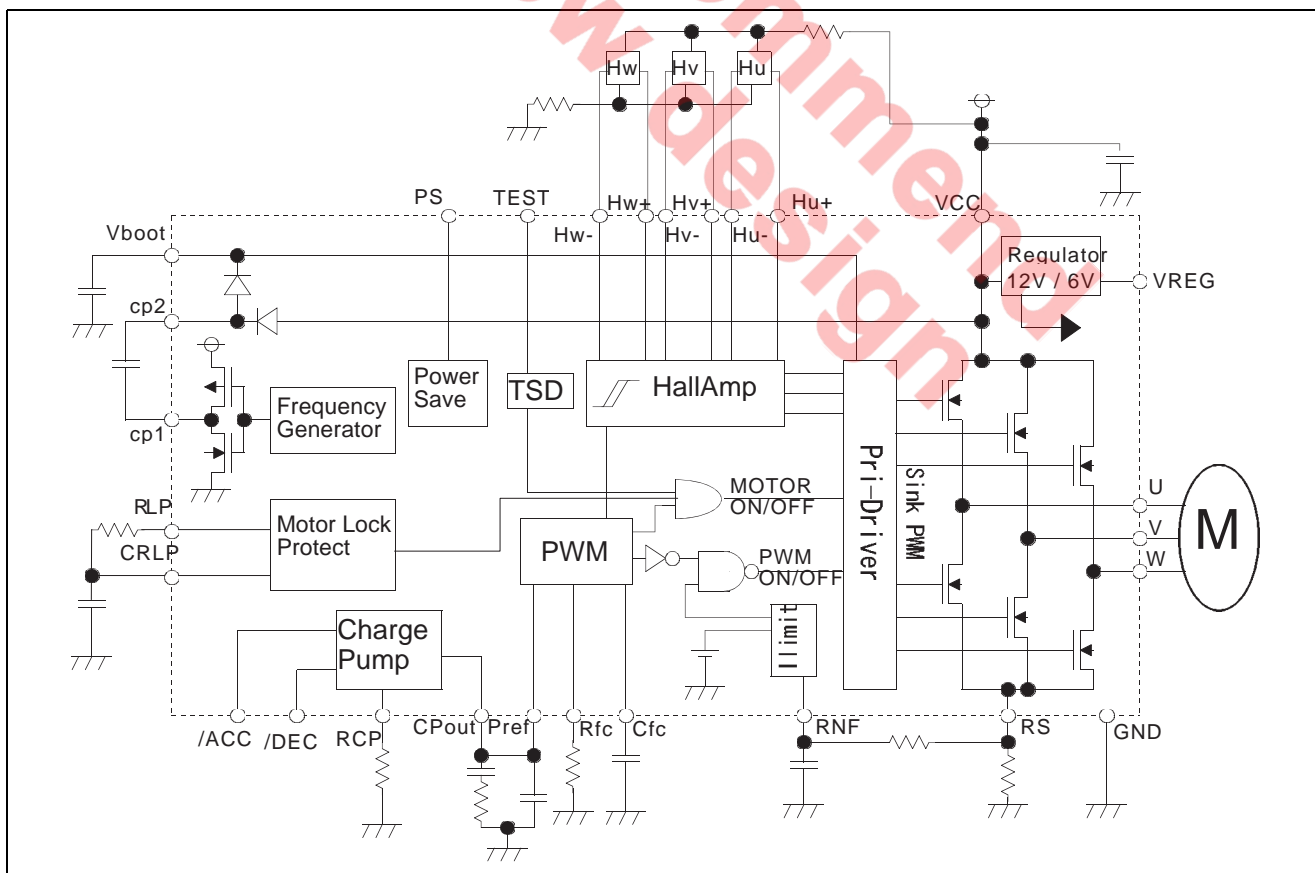 ommend
w design
Hw
Hv
Hu
PS
TEST
Hw+
Hv+
Hu+
VCC
Hw-
Hv-
Hu-
Vboot
Regulator
12V / 6V
VREG
cp2
Power
Save
TSD
HallAmp
Frequency
Generator
cp1
Pri-Driver
Sink PWM
RLP
CRLP
Motor Lock
Protect
MOTOR
ON/OFF
PWM
PWM
ON/OFF
U
V
W
M
Charge
Pump
Ilimit
/ACC
/DEC
RCP
CPout
Pref
Rfc
Cfc
RNF
RS
GND